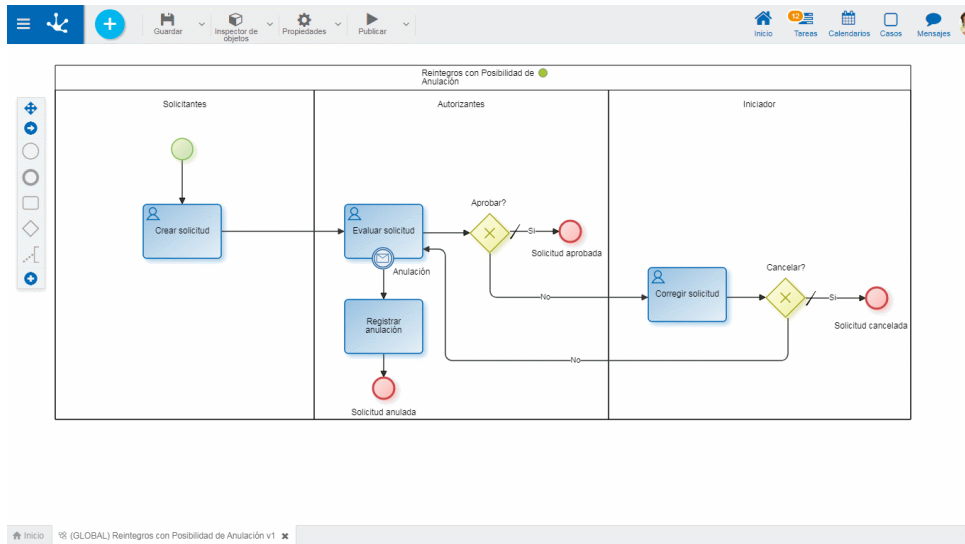 Guardar
Inspector de
objetos
Propiedades
Publicar
Inicio
12
Tareas
Calendarios
Casos
Mensajes
Reintegros con Posibilidad de
Anulación
Solicitantes
Autorizantes
Iniciador
Crear solicitud
Evaluar solicitud
Anulación
Registrar
anulación
Solicitud anulada
Aprobar?
Si
Solicitud aprobada
No
Corregir solicitud
Cancelar?
Si
Solicitud cancelada
No
Inicio
(GLOBAL) Reintegros con Posibilidad de Anulación v1